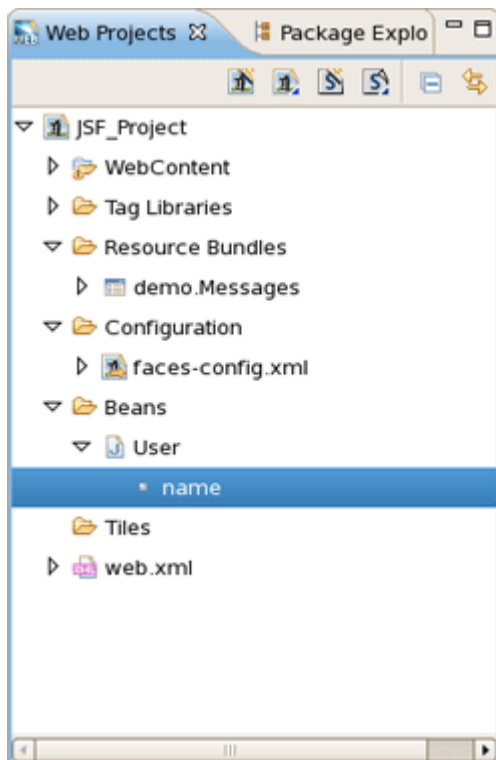 Web Projects
Package Explo
JSF_Project
WebContent
Tag Libraries
Resource Bundles
demo.Messages
Configuration
faces-config.xml
Beans
User
name
Tiles
web.xml